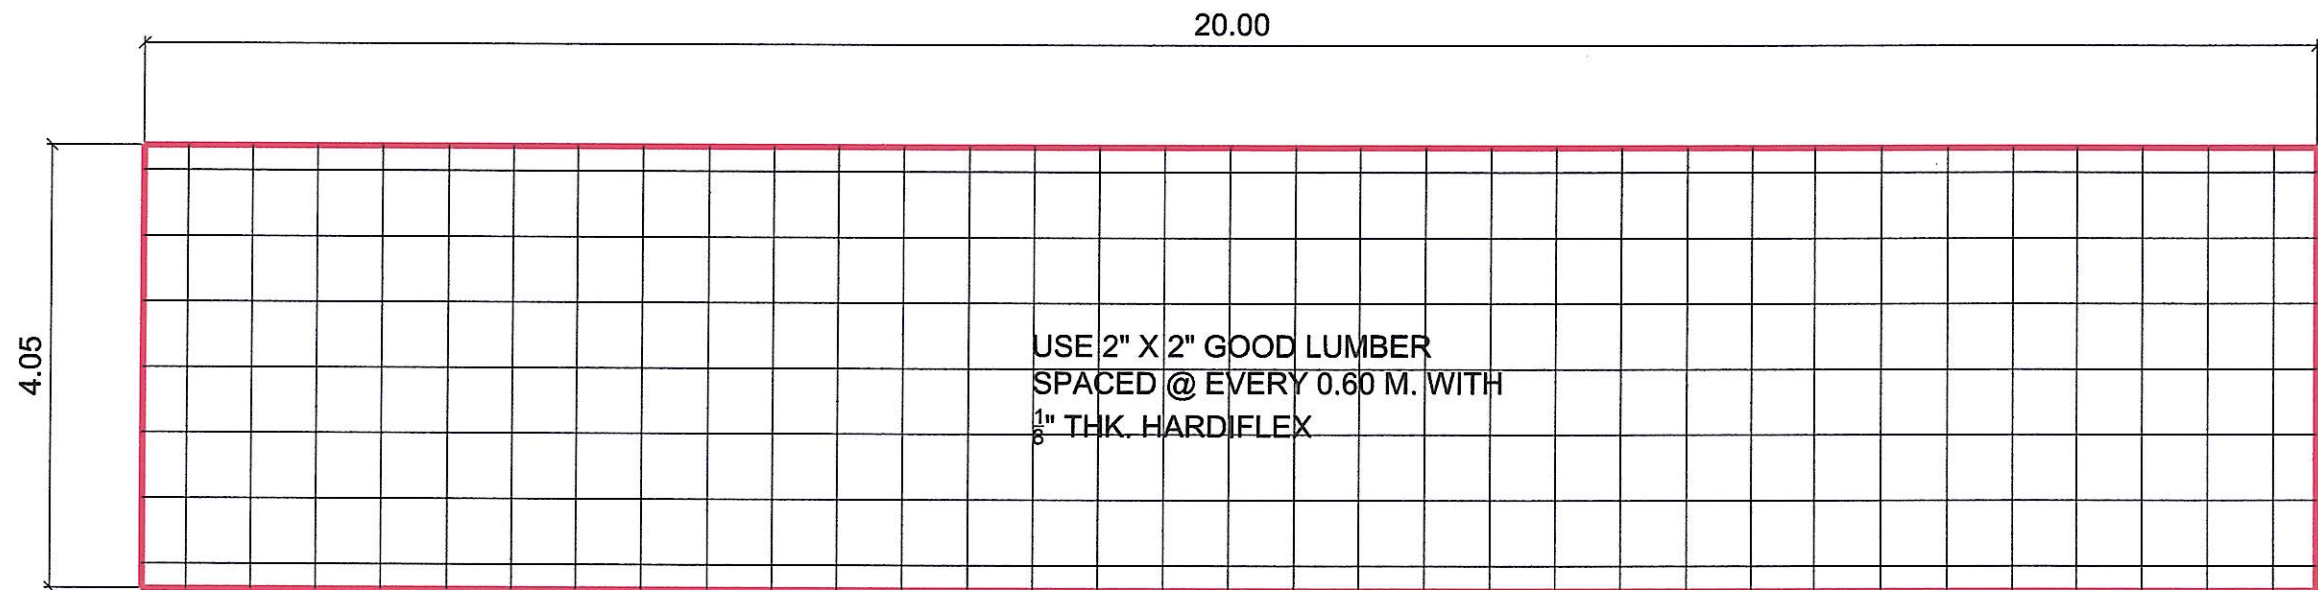 20.00
4.05
USE 2" X 2" GOOD LUMBER
SPACED @ EVERY 0.60 M. WITH
1/8" THK. HARDIFLEX